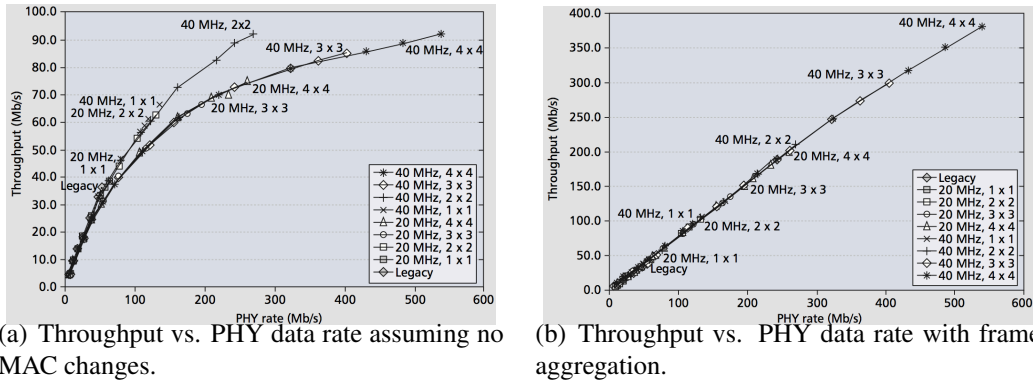 100.0
90.0
80.0
70.0
60.0
50.0
40.0
30.0
20.0
10.0
0.0
Throughput (Mb/s)
0 100 200 300 400 500 600
PHY rate (Mb/s)
40 MHz, 2x2
40 MHz, 3 x 3
40 MHz, 4 x 4
20 MHz, 4 x 4
20 MHz, 3 x 3
40 MHz, 1 x 1
20 MHz, 2 x 2
20 MHz,
1 x 1
Legacy
40 MHz, 4 x 4
40 MHz, 3 x 3
40 MHz, 2 x 2
40 MHz, 1 x 1
20 MHz, 4 x 4
20 MHz, 3 x 3
20 MHz, 2 x 2
20 MHz, 1 x 1
Legacy
(a) Throughput vs. PHY data rate assuming no
MAC changes.
400.0
350.0
300.0
250.0
200.0
150.0
100.0
50.0
0.0
Throughput (Mb/s)
0 100 200 300 400 500 600
PHY rate (Mb/s)
40 MHz, 4 x 4
40 MHz, 3 x 3
40 MHz, 2 x 2
20 MHz, 4 x 4
20 MHz, 3 x 3
40 MHz, 1 x 1
20 MHz, 2 x 2
20 MHz, 1 x 1
Legacy
Legacy
20 MHz, 1 x 1
20 MHz, 2 x 2
20 MHz, 3 x 3
20 MHz, 4 x 4
40 MHz, 1 x 1
40 MHz, 2 x 2
40 MHz, 3 x 3
40 MHz, 4 x 4
(b) Throughput vs. PHY data rate with frame
aggregation.